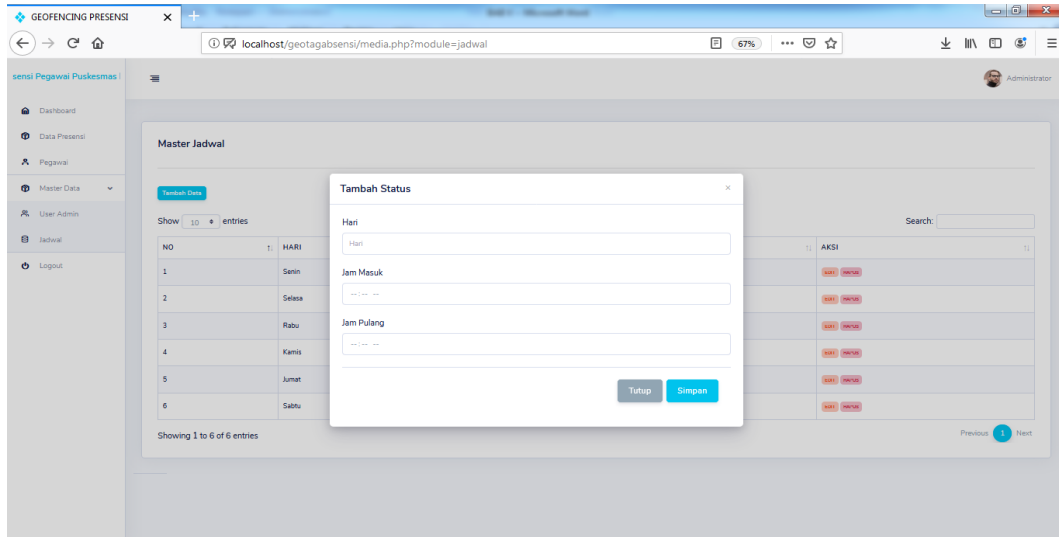 GEOFENCING PRESENSI
localhost/geotagabsensi/media.php?module=jadwal
67%
sensi Pegawai Puskesmas
Administrator
Dashboard
Data Presensi
Pegawai
Master Data
User Admin
Jadwal
Logout
Master Jadwal
Tambah Data
Show 10 entries
Search:
NO HARI AKSI
1 Senin
2 Selasa
3 Rabu
4 Kamis
5 Jumat
6 Sabtu
Showing 1 to 6 of 6 entries
Previous 1 Next
Tambah Status
×
Hari
Hari
Jam Masuk
--:-- --
Jam Pulang
--:-- --
Tutup Simpan